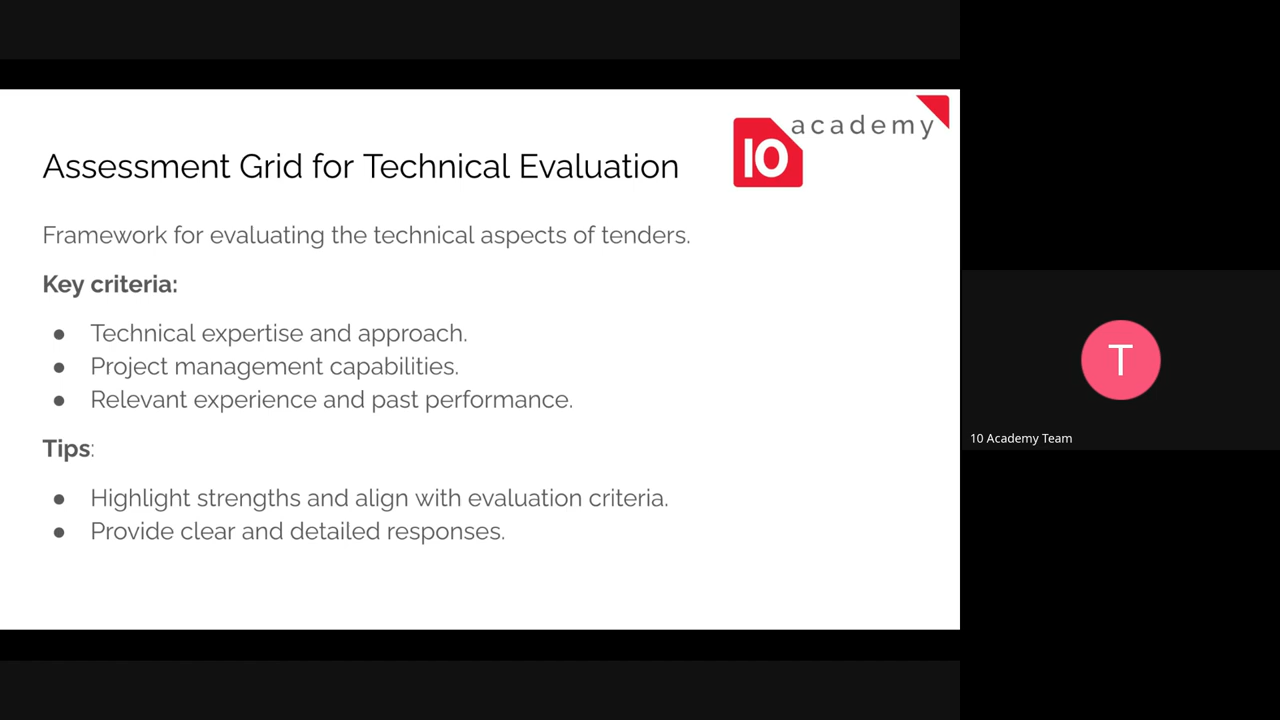 academy
10
Assessment Grid for Technical Evaluation
Framework for evaluating the technical aspects of tenders.
Key criteria:
● Technical expertise and approach.
● Project management capabilities.
● Relevant experience and past performance.
Tips:
● Highlight strengths and align with evaluation criteria.
● Provide clear and detailed responses.
T
10 Academy Team